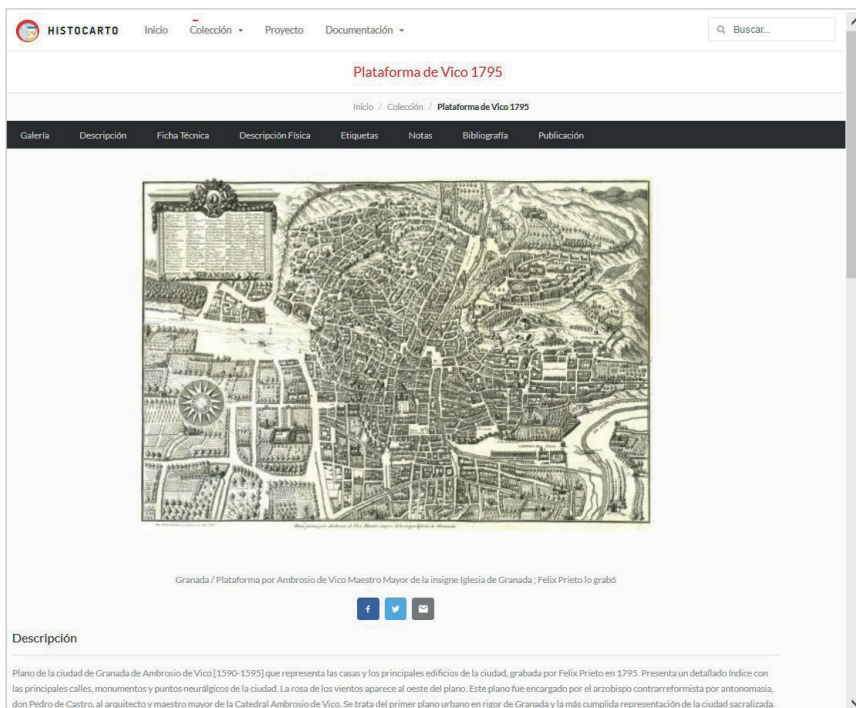 HISTOCARTO Inicio Colección Proyecto Documentación Buscar...
Plataforma de Vico 1795
Inicio / Colección / Plataforma de Vico 1795
Galería Descripción Ficha Técnica Descripción Física Etiquetas Notas Bibliografía Publicación
GRANADA
Granada / Plataforma por Ambrosio de Vico Maestro Mayor de la insigne Iglesia de Granada ; Felix Prieto lo grabó
Descripción
Plano de la ciudad de Granada de Ambrosio de Vico [1590-1595] que representa las casas y los principales edificios de la ciudad, grabada por Felix Prieto en 1795. Presenta un detallado índice con
las principales calles, monumentos y puntos neurálgicos de la ciudad. La rosa de los vientos aparece al oeste del plano. Este plano fue encargado por el arzobispo contrarreformista por antonomasia,
don Pedro de Castro, al arquitecto y maestro mayor de la Catedral Ambrosio de Vico. Se trata del primer plano urbano en rigor de Granada y la más cumplida representación de la ciudad sacralizada.